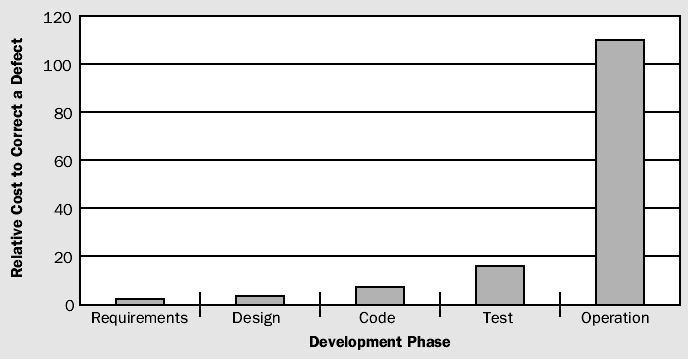 Relative Cost to Correct a Defect
120
100
80
60
40
20
0
Requirements Design Code Test Operation
Development Phase